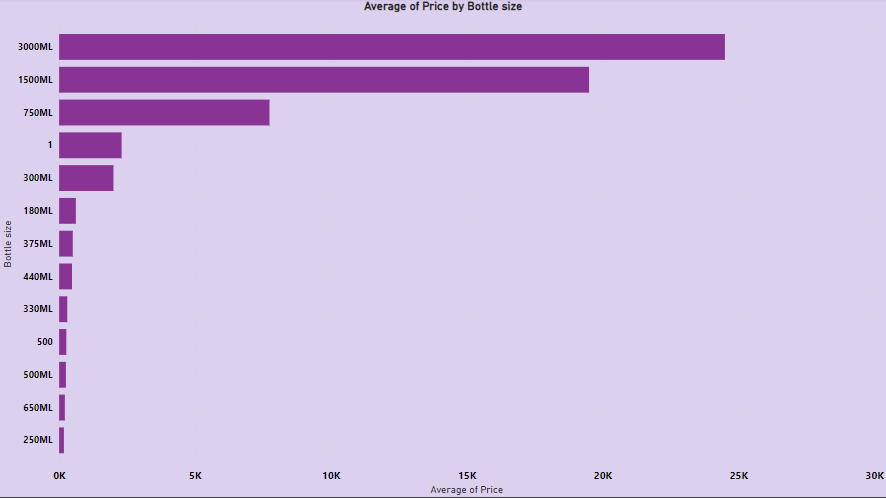 Average of Price by Bottle size
3000ML
1500ML
750ML
1
300ML
180ML
375ML
440ML
330ML
500
500ML
650ML
250ML
Bottle size
0K 5K 10K 15K 20K 25K 30K
Average of Price